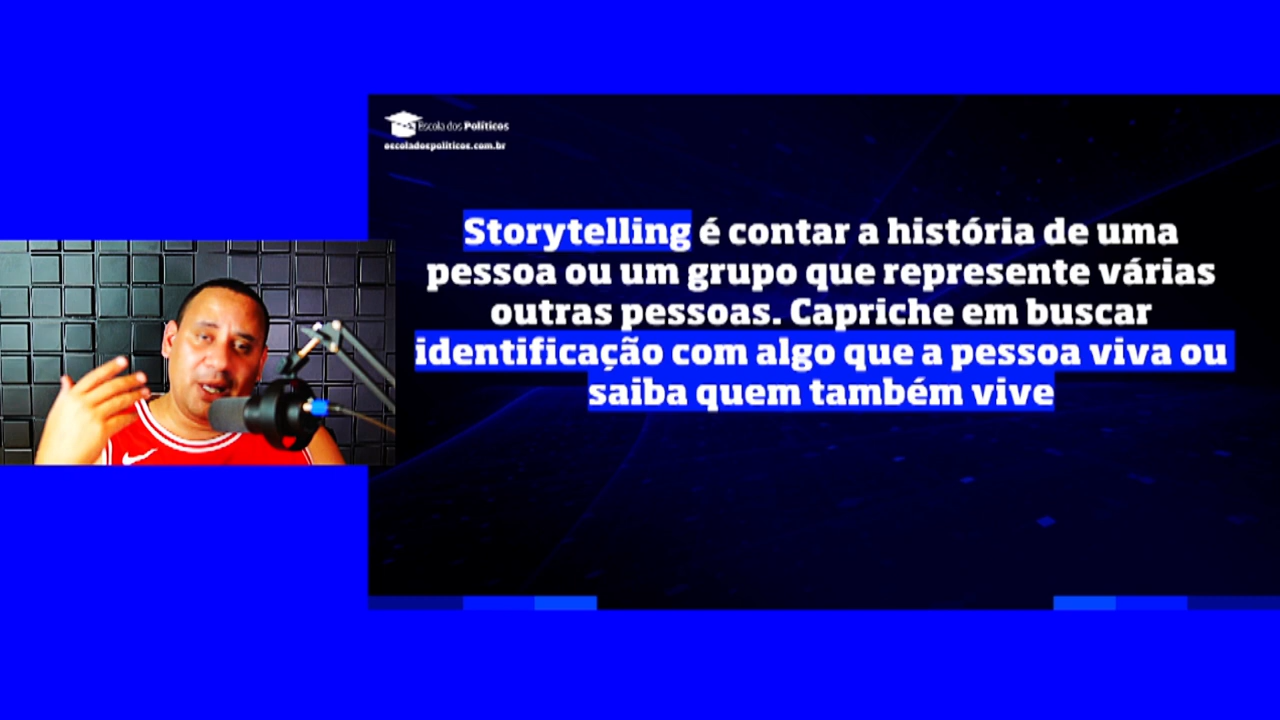 Escola dos Políticos
escoladospoliticos.com.br
Storytelling é contar a história de uma
pessoa ou um grupo que represente várias
outras pessoas. Capriche em buscar
identificação com algo que a pessoa viva ou
saiba quem também vive